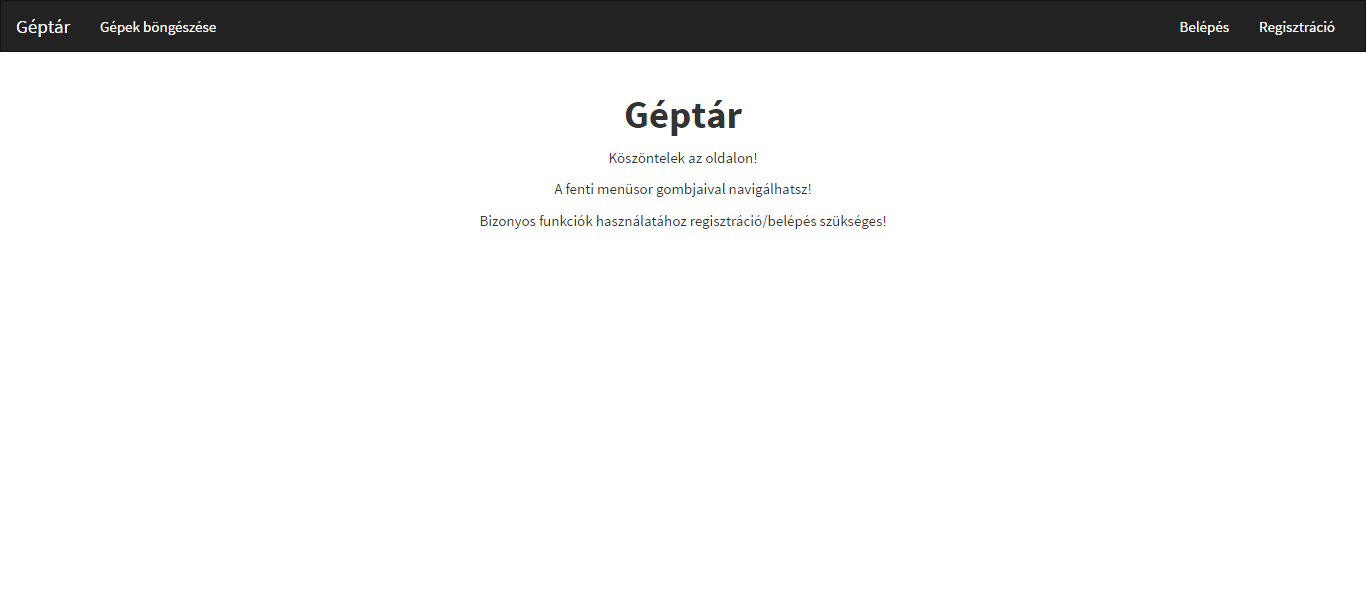 Géptár Gépek böngészése Belépés Regisztráció
Géptár
Köszöntelek az oldalon!
A fenti menüsor gombjaival navigálhatsz!
Bizonyos funkciók használatához regisztráció/belépés szükséges!